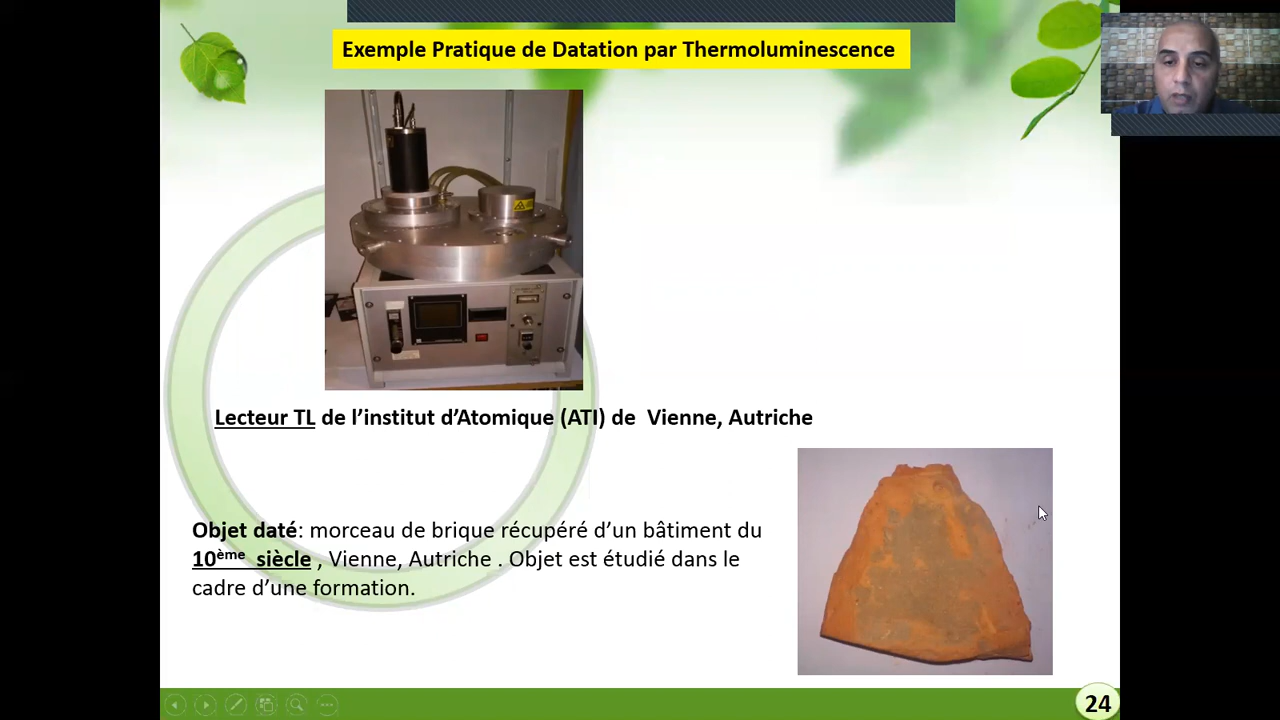 Exemple Pratique de Datation par Thermoluminescence
Lecteur TL de l’institut d’Atomique (ATI) de Vienne, Autriche
Objet daté: morceau de brique récupéré d’un bâtiment du
10ème siècle , Vienne, Autriche . Objet est étudié dans le
cadre d’une formation.
24